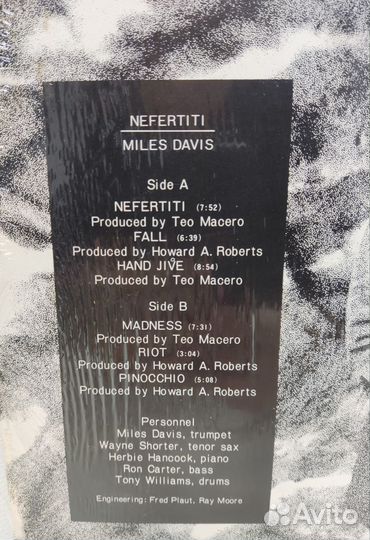 NEFERTITI
MILES DAVIS
Side A
NEFERTITI (7:52)
Produced by Teo Macero
FALL (6:39)
Produced by Howard A. Roberts
HAND JIVE (8:54)
Produced by Teo Macero
Side B
MADNESS (7:31)
Produced by Teo Macero
RIOT (3:04)
Produced by Howard A. Roberts
PINOCCHIO (5:08)
Produced by Howard A. Roberts
Personnel
Miles Davis, trumpet
Wayne Shorter, tenor sax
Herbie Hancock, piano
Ron Carter, bass
Tony Williams, drums
Engineering: Fred Plaut, Ray Moore
Avito